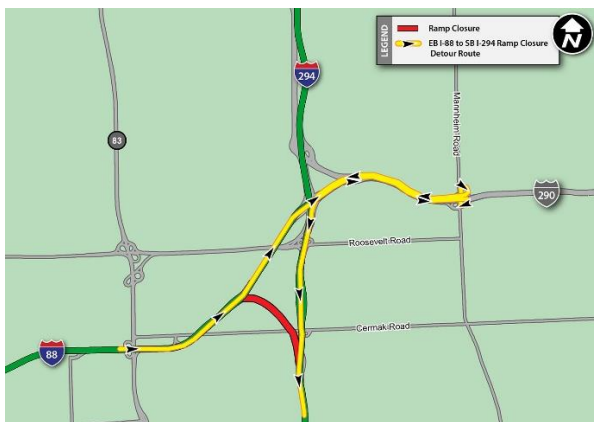 LEGEND
Ramp Closure
EB I-88 to SB I-294 Ramp Closure
Detour Route
N
294
Mannheim Road
83
290
Roosevelt Road
Cermak Road
88